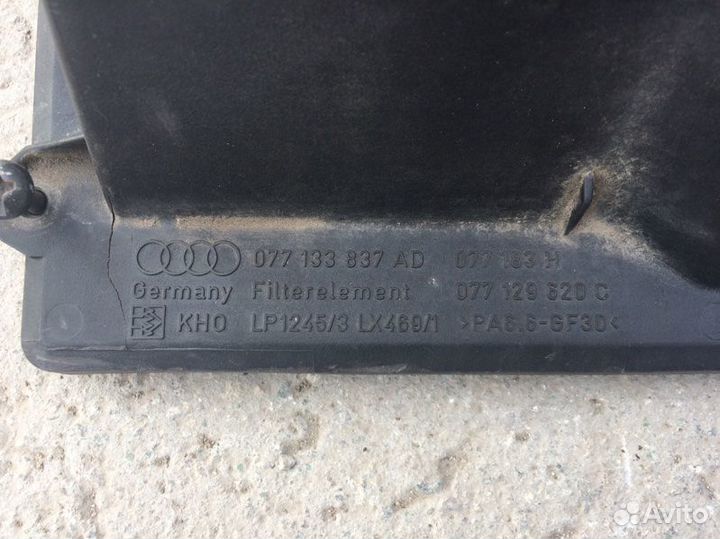 077 133 837 AD 077 183 H
Germany Filterelement 077 129 620 C
KHO LP1245/3 LX469/1 >PA6.6-GF30<
Avito